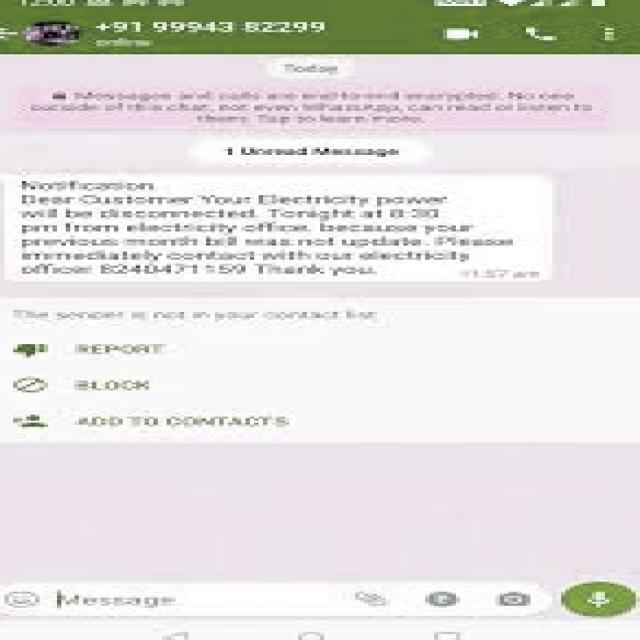 +91 99943 82299
online
Today
Messages and calls are end-to-end encrypted. No one
outside of this chat, not even WhatsApp, can read or listen to
them. Tap to learn more.
1 Unread Message
Notification.
Dear Customer Your Electricity power
will be disconnected. Tonight at 8:30
pm from electricity office, because your
previous month bill was not update. Please
immediately contact with our electricity
officer 8240471159 Thank you.
11:57 am
The sender is not in your contact list
REPORT
BLOCK
ADD TO CONTACTS
Message